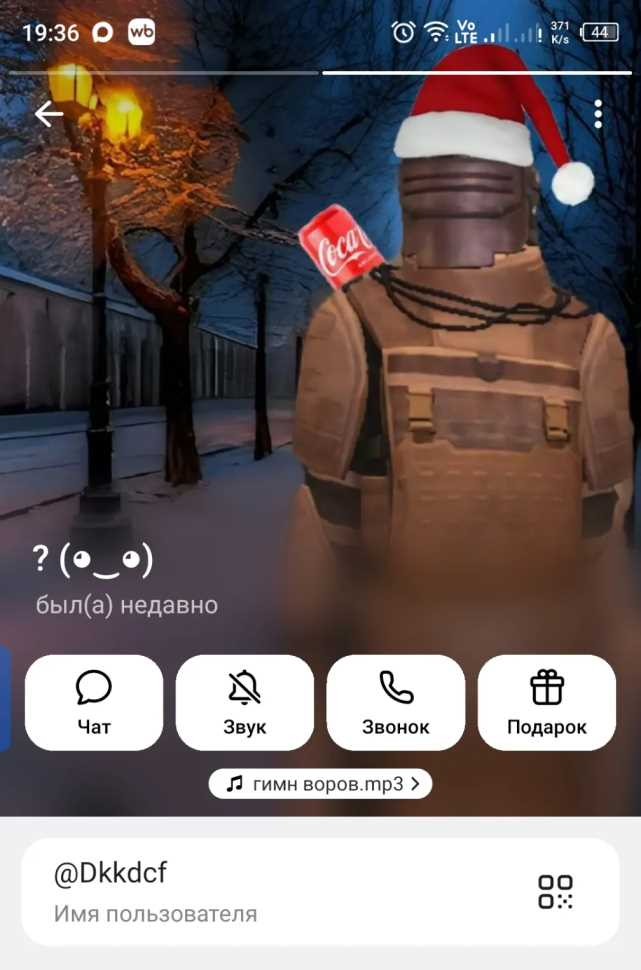 19:36 wb Vo LTE 371 K/s 44
Coca
? (◕‿◕)
был(а) недавно
Чат Звук Звонок Подарок
гимн воров.mp3
@Dkkdcf
Имя пользователя